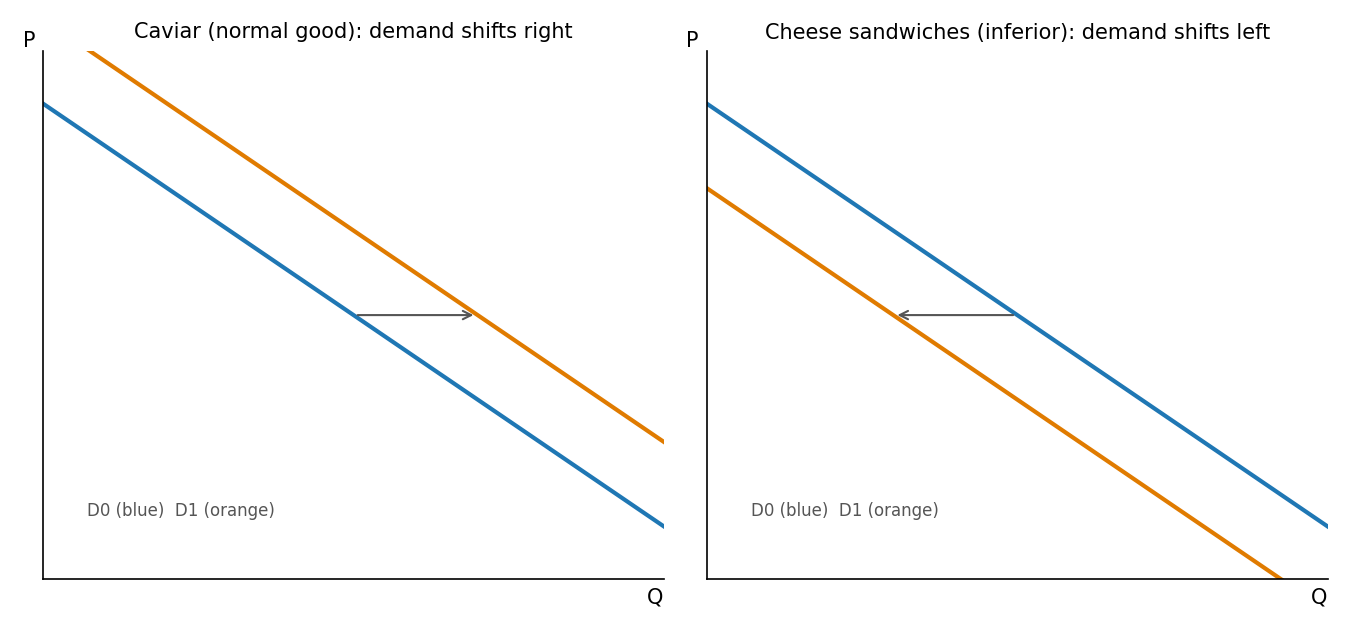 Caviar (normal good): demand shifts right
P
D0 (blue)  D1 (orange)
Q
Cheese sandwiches (inferior): demand shifts left
P
D0 (blue)  D1 (orange)
Q